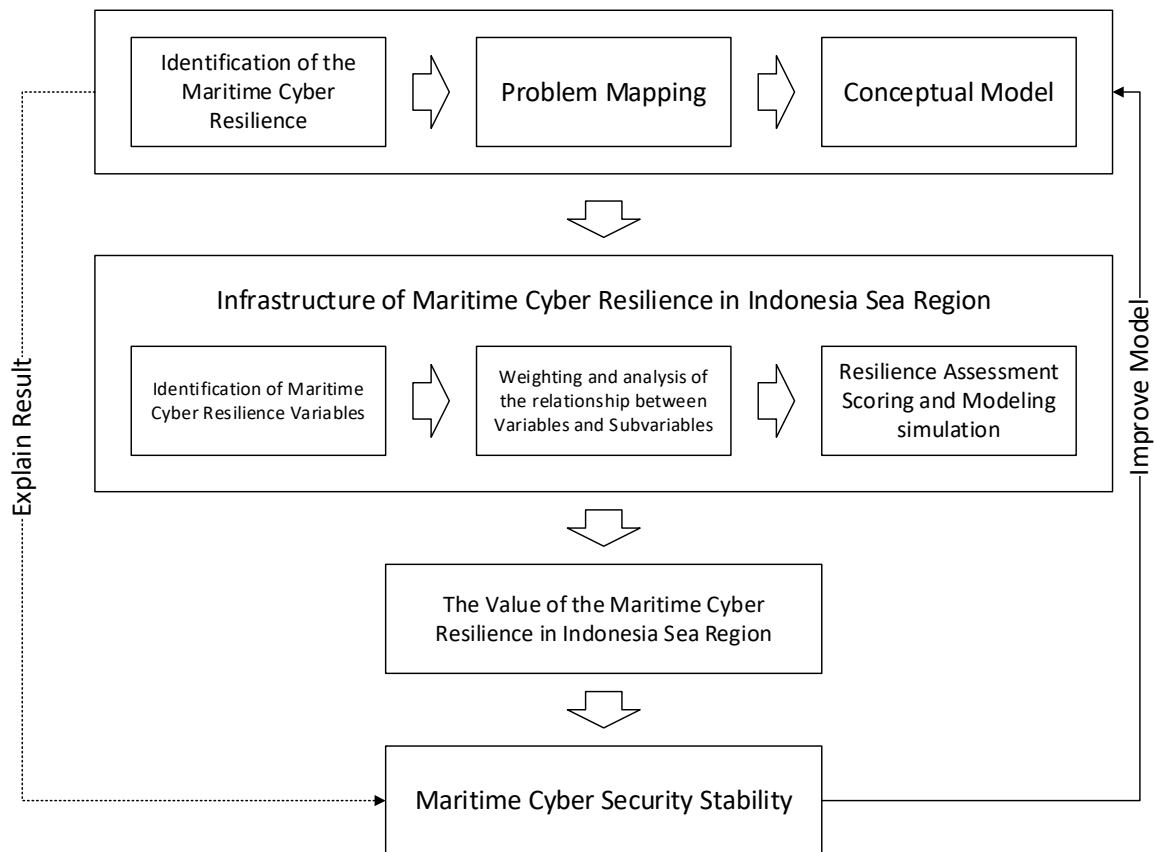 Identification of the
Maritime Cyber
Resilience
Problem Mapping
Conceptual Model
Infrastructure of Maritime Cyber Resilience in Indonesia Sea Region
Identification of Maritime
Cyber Resilience Variables
Weighting and analysis of
the relationship between
Variables and Subvariables
Resilience Assessment
Scoring and Modeling
simulation
The Value of the Maritime Cyber
Resilience in Indonesia Sea Region
Maritime Cyber Security Stability
Explain Result
Improve Model